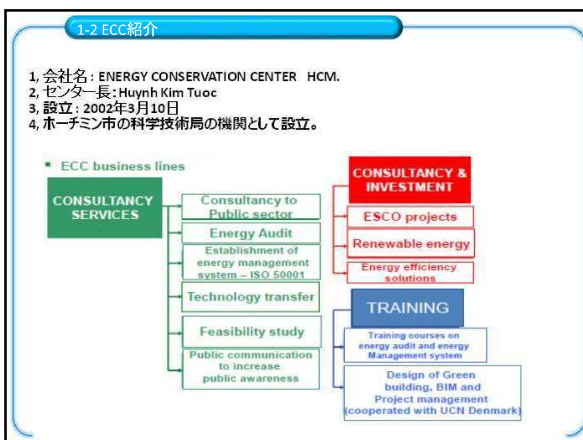 1-2 ECC紹介
1, 会社名 : ENERGY CONSERVATION CENTER HCM.
2, センター長:Huynh Kim Tuoc
3, 設立 : 2002年3月10日
4, ホーチミン市の科学技術局の機関として設立。
ECC business lines
CONSULTANCY
SERVICES
Consultancy to
Public sector
Energy Audit
Establishment of
energy management
system – ISO 50001
Technology transfer
Feasibility study
Public communication
to increase
public awareness
CONSULTANCY &
INVESTMENT
ESCO projects
Renewable energy
Energy efficiency
solutions
TRAINING
Training courses on
energy audit and energy
Management system
Design of Green
building, BIM and
Project management
(cooperated with UCN Denmark)